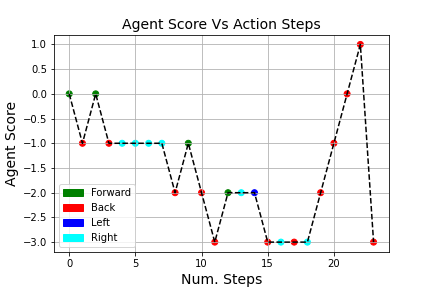 Agent Score Vs Action Steps
1.0
0.5
0.0
−0.5
−1.0
−1.5
−2.0
−2.5
−3.0
Agent Score
Forward
Back
Left
Right
0 5 10 15 20
Num. Steps